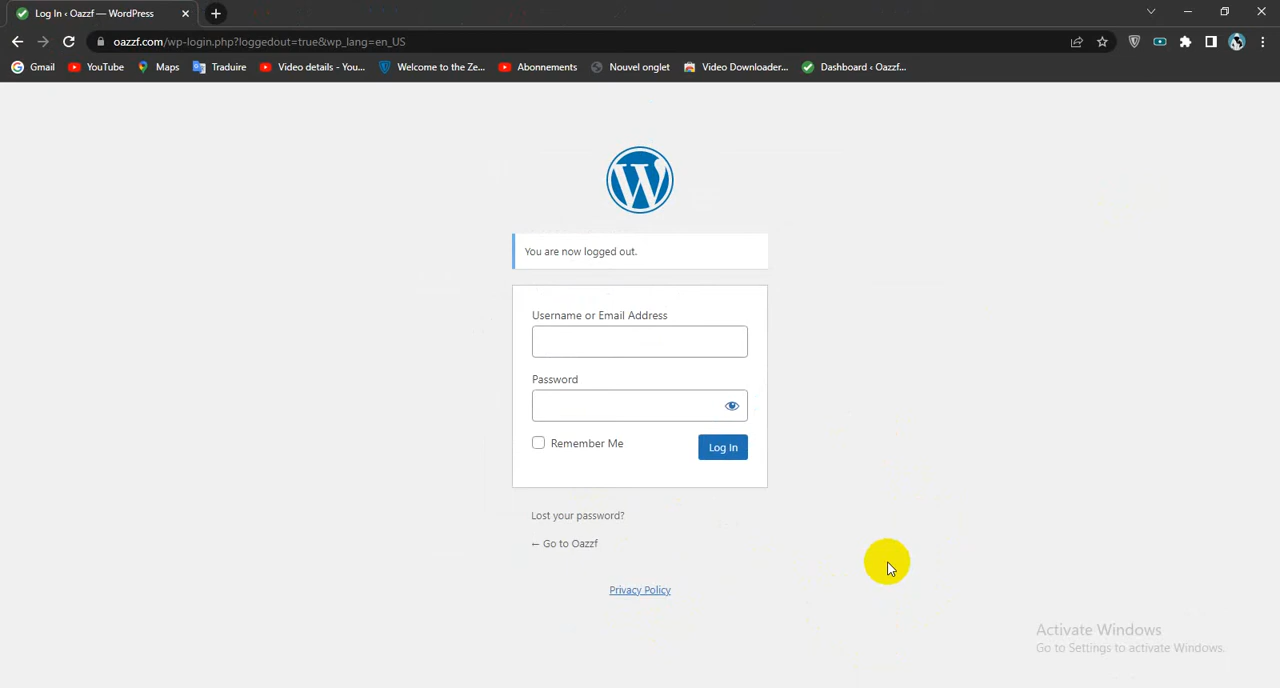 Log In ‹ Oazzf — WordPress
oazzf.com/wp-login.php?loggedout=true&wp_lang=en_US
Gmail YouTube Maps Traduire Video details - You... Welcome to the Ze... Abonnements Nouvel onglet Video Downloader... Dashboard ‹ Oazzf...
You are now logged out.
Username or Email Address
Password
Remember Me Log In
Lost your password?
← Go to Oazzf
Privacy Policy
Activate Windows
Go to Settings to activate Windows.